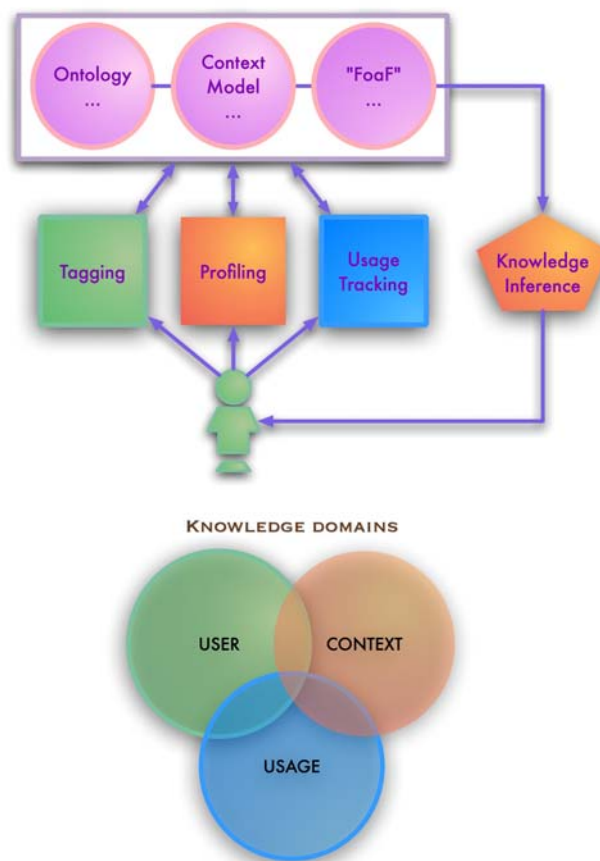 Ontology
...
Context
Model
...
"FoaF"
...
Tagging
Profiling
Usage
Tracking
Knowledge
Inference
KNOWLEDGE DOMAINS
USER
CONTEXT
USAGE